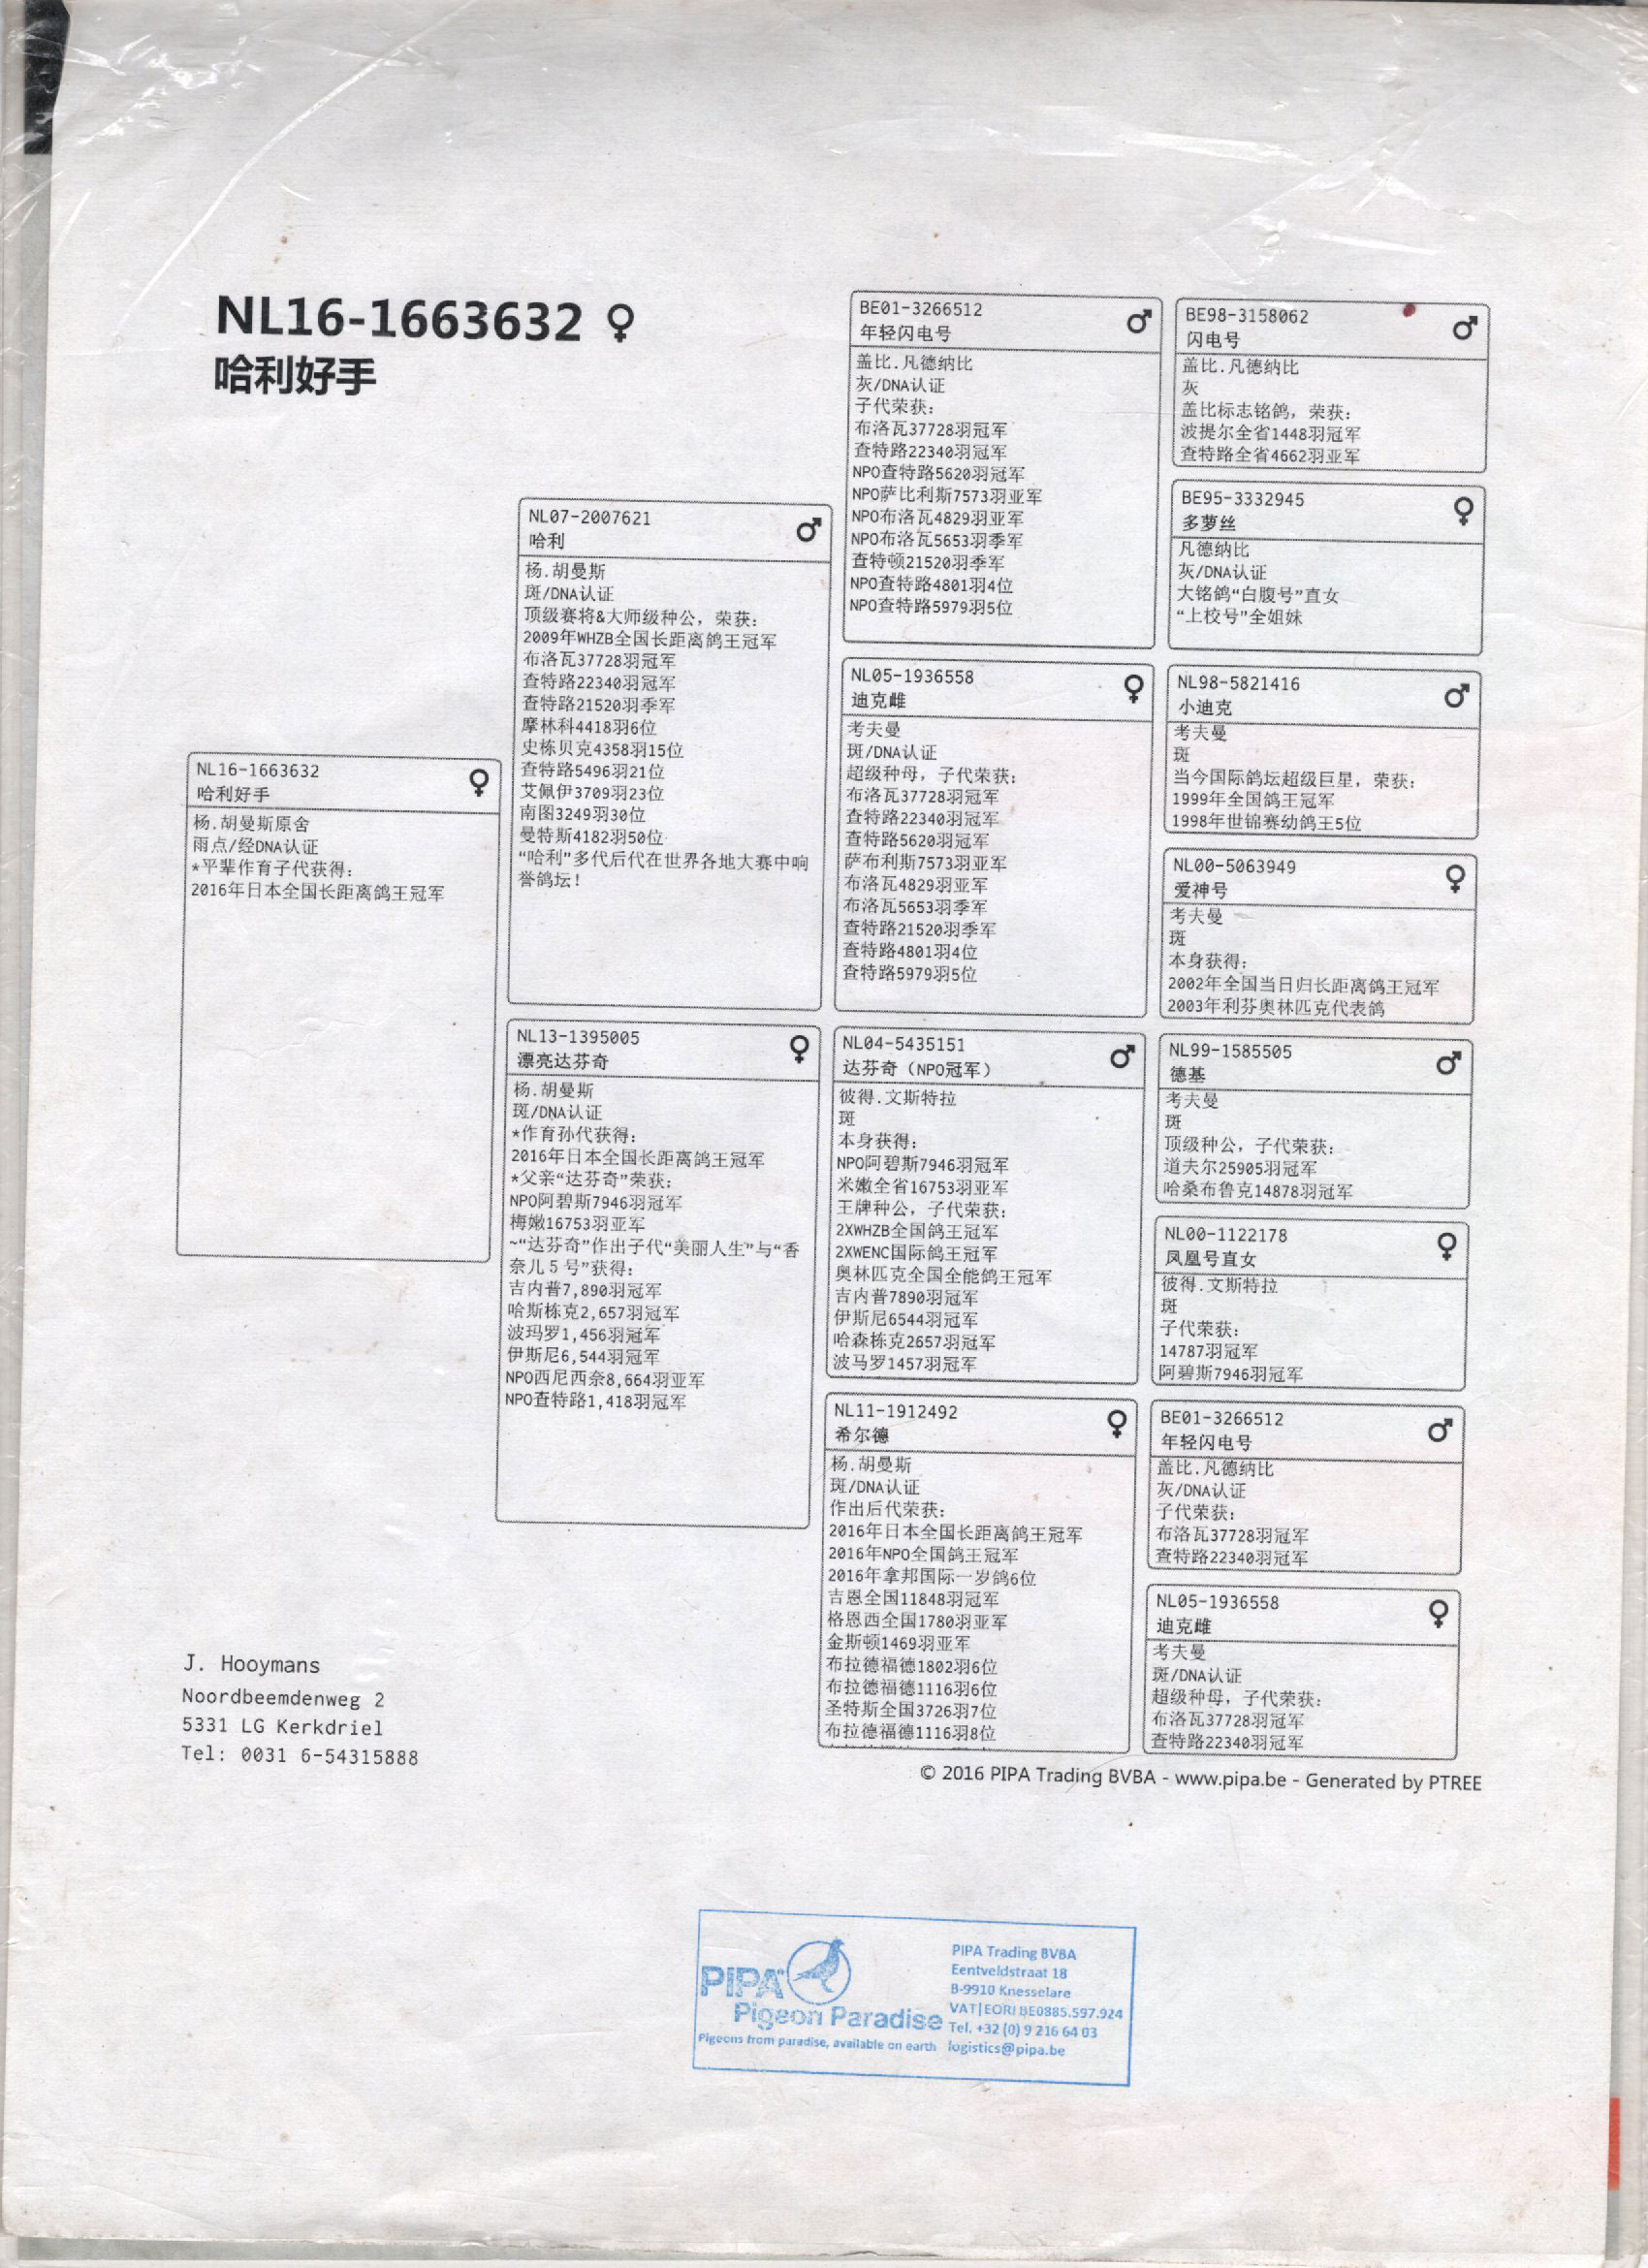 NL16-1663632 ♀
哈利好手
NL16-1663632 ♀
哈利好手
杨.胡曼斯原舍
雨点/经DNA认证
*平辈作育子代获得:
2016年日本全国长距离鸽王冠军
NL07-2007621 ♂
哈利
杨.胡曼斯
斑/DNA认证
顶级赛将&大师级种公, 荣获:
2009年WHZB全国长距离鸽王冠军
布洛瓦37728羽冠军
查特路22340羽冠军
查特路21520羽季军
摩林科4418羽6位
史栋贝克4358羽15位
查特路5496羽21位
艾佩伊3709羽23位
南图3249羽30位
曼特斯4182羽50位
“哈利”多代后代在世界各地大赛中响
誉鸽坛!
NL13-1395005 ♀
漂亮达芬奇
杨.胡曼斯
斑/DNA认证
*作育孙代获得:
2016年日本全国长距离鸽王冠军
*父亲“达芬奇”荣获:
NPO阿碧斯7946羽冠军
梅嫩16753羽亚军
~“达芬奇”作出子代“美丽人生”与“香
奈儿5号”获得:
吉内普7,890羽冠军
哈斯栋克2,657羽冠军
波玛罗1,456羽冠军
伊斯尼6,544羽冠军
NPO西尼西奈8,664羽亚军
NPO查特路1,418羽冠军
BE01-3266512 ♂
年轻闪电号
盖比.凡德纳比
灰/DNA认证
子代荣获:
布洛瓦37728羽冠军
查特路22340羽冠军
NPO查特路5620羽冠军
NPO萨比利斯7573羽亚军
NPO布洛瓦4829羽亚军
NPO布洛瓦5653羽季军
查特顿21520羽季军
NPO查特路4801羽4位
NPO查特路5979羽5位
NL05-1936558 ♀
迪克雌
考夫曼
斑/DNA认证
超级种母, 子代荣获:
布洛瓦37728羽冠军
查特路22340羽冠军
查特路5620羽冠军
萨布利斯7573羽亚军
布洛瓦4829羽亚军
布洛瓦5653羽季军
查特路21520羽季军
查特路4801羽4位
查特路5979羽5位
NL04-5435151 ♂
达芬奇 (NPO冠军)
彼得.文斯特拉
斑
本身获得:
NPO阿碧斯7946羽冠军
米嫩全省16753羽亚军
王牌种公, 子代荣获:
2XWHZB全国鸽王冠军
2XWENC国际鸽王冠军
奥林匹克全国全能鸽王冠军
吉内普7890羽冠军
伊斯尼6544羽冠军
哈森栋克2657羽冠军
波马罗1457羽冠军
NL11-1912492 ♀
希尔德
杨.胡曼斯
斑/DNA认证
作出后代荣获:
2016年日本全国长距离鸽王冠军
2016年NPO全国鸽王冠军
2016年拿邦国际一岁鸽6位
吉恩全国11848羽冠军
格恩西全国1780羽亚军
金斯顿1469羽亚军
布拉德福德1802羽6位
布拉德福德1116羽6位
圣特斯全国3726羽7位
布拉德福德1116羽8位
BE98-3158062 ♂
闪电号
盖比.凡德纳比
灰
盖比标志铭鸽, 荣获:
波提尔全省1448羽冠军
查特路全省4662羽亚军
BE95-3332945 ♀
多萝丝
凡德纳比
灰/DNA认证
大铭鸽“白腹号”直女
“上校号”全姐妹
NL98-5821416 ♂
小迪克
考夫曼
斑
当今国际鸽坛超级巨星, 荣获:
1999年全国鸽王冠军
1998年世锦赛幼鸽王5位
NL00-5063949 ♀
爱神号
考夫曼
斑
本身获得:
2002年全国当日归长距离鸽王冠军
2003年利芬奥林匹克代表鸽
NL99-1585505 ♂
德基
考夫曼
斑
顶级种公, 子代荣获:
道夫尔25905羽冠军
哈桑布鲁克14878羽冠军
NL00-1122178 ♀
凤凰号直女
彼得.文斯特拉
斑
子代荣获:
14787羽冠军
阿碧斯7946羽冠军
BE01-3266512 ♂
年轻闪电号
盖比.凡德纳比
灰/DNA认证
子代荣获:
布洛瓦37728羽冠军
查特路22340羽冠军
NL05-1936558 ♀
迪克雌
考夫曼
斑/DNA认证
超级种母, 子代荣获:
布洛瓦37728羽冠军
查特路22340羽冠军
J. Hooymans
Noordbeemdenweg 2
5331 LG Kerkdriel
Tel: 0031 6-54315888
© 2016 PIPA Trading BVBA - www.pipa.be - Generated by PTREE
PIPA
Pigeon Paradise
Pigeons from paradise, available on earth
PIPA Trading BVBA
Eentveldstraat 18
B-9910 Knesselare
VAT|EORI BE0885.597.924
Tel. +32 (0) 9 216 64 03
logistics@pipa.be